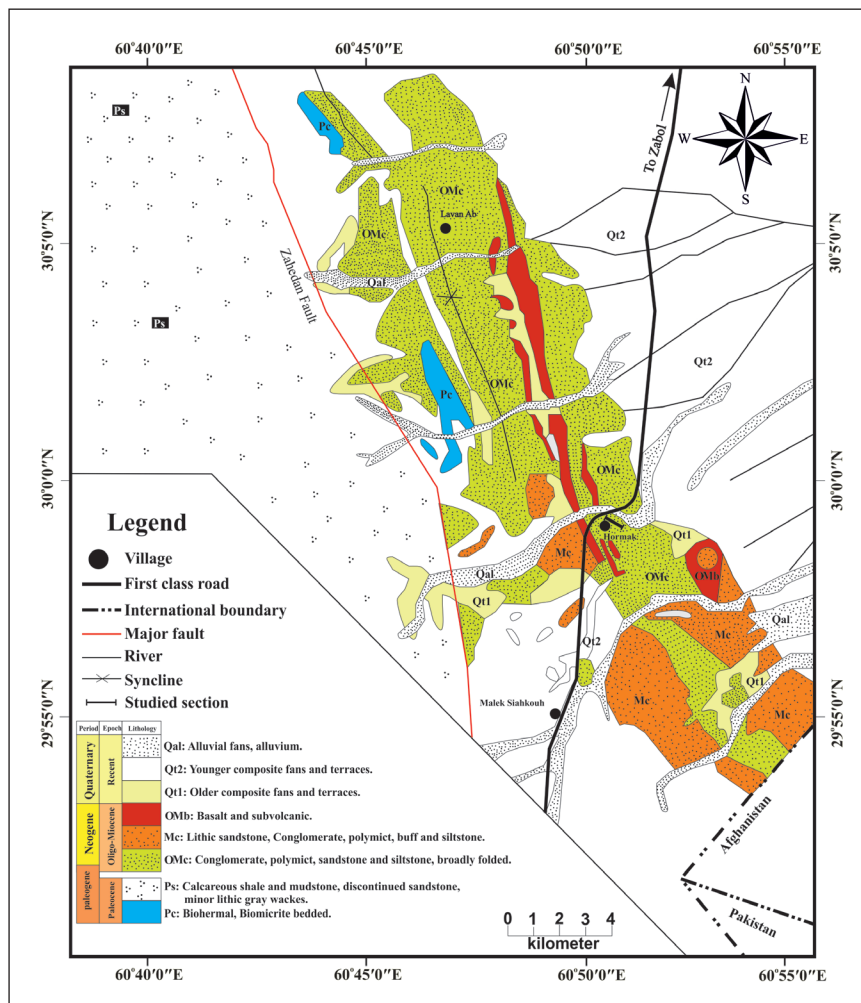 60°40′0″E 60°45′0″E 60°50′0″E 60°55′0″E
Ps
Pc
To Zabol
N
W E
S
OMc
Lavan Ab
OMc
Qt2
30°5′0″N
30°5′0″N
Qal
Zahedan Fault
Ps
Qt2
OMc
Pc
OMc
30°0′0″N
30°0′0″N
Hormak
Qt1
Mc
OMc
OMb
Qal
Qt1
Qal
Mc
Qt2
Qt1
Mc
Mc
Malek Siahkouh
29°55′0″N
29°55′0″N
Afghanistan
Pakistan
Legend
Village
First class road
International boundary
Major fault
River
Syncline
Studied section
Period Epoch Lithology
Quaternary
Recent
Neogene
Oligo-Miocene
paleogene
Paleocene
Qal: Alluvial fans, alluvium.
Qt2: Younger composite fans and terraces.
Qt1: Older composite fans and terraces.
OMb: Basalt and subvolcanic.
Mc: Lithic sandstone, Conglomerate, polymict, buff and siltstone.
OMc: Conglomerate, polymict, sandstone and siltstone, broadly folded.
Ps: Calcareous shale and mudstone, discontinued sandstone,
minor lithic gray wackes.
Pc: Biohermal, Biomicrite bedded.
0 1 2 3 4
kilometer
60°40′0″E 60°45′0″E 60°50′0″E 60°55′0″E